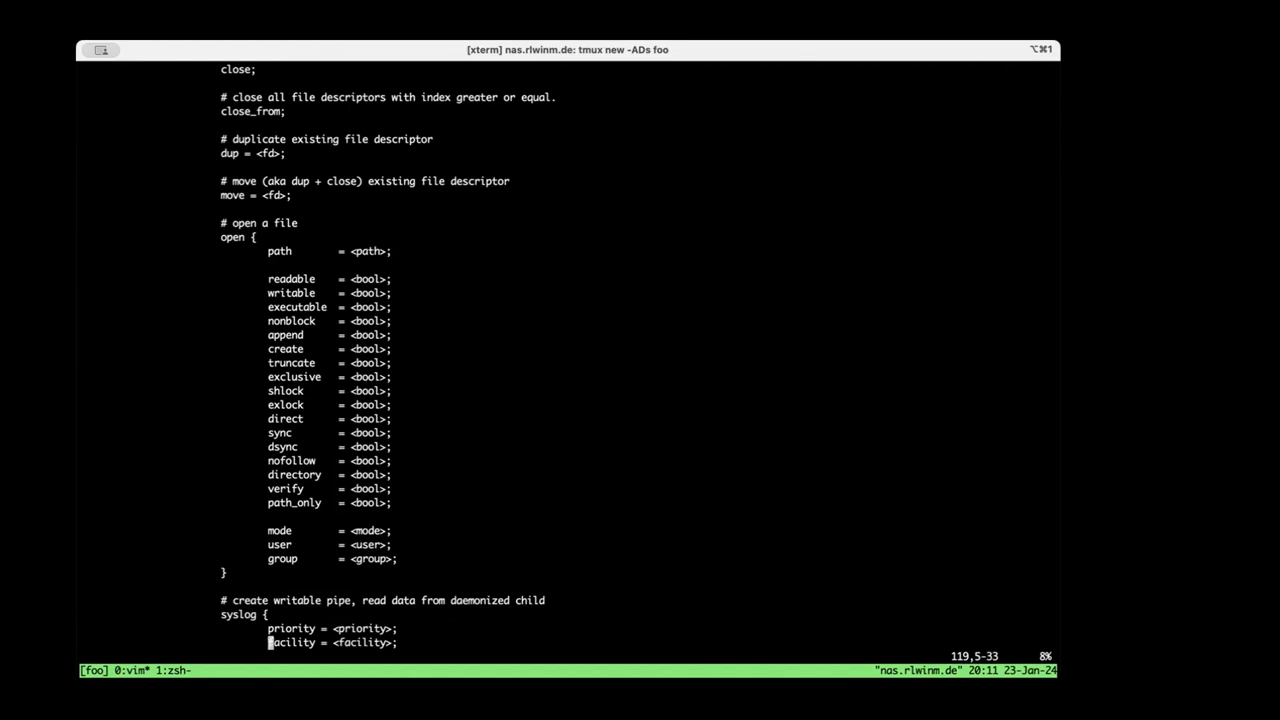 [xterm] nas.rlwinm.de: tmux new -ADs foo
⌥⌘1
close;
# close all file descriptors with index greater or equal.
close_from;
# duplicate existing file descriptor
dup = <fd>;
# move (aka dup + close) existing file descriptor
move = <fd>;
# open a file
open {
path = <path>;
readable = <bool>;
writable = <bool>;
executable = <bool>;
nonblock = <bool>;
append = <bool>;
create = <bool>;
truncate = <bool>;
exclusive = <bool>;
shlock = <bool>;
exlock = <bool>;
direct = <bool>;
sync = <bool>;
dsync = <bool>;
nofollow = <bool>;
directory = <bool>;
verify = <bool>;
path_only = <bool>;
mode = <mode>;
user = <user>;
group = <group>;
}
# create writable pipe, read data from daemonized child
syslog {
priority = <priority>;
facility = <facility>;
119,5-33 8%
[foo] 0:vim* 1:zsh- "nas.rlwinm.de" 20:11 23-Jan-24